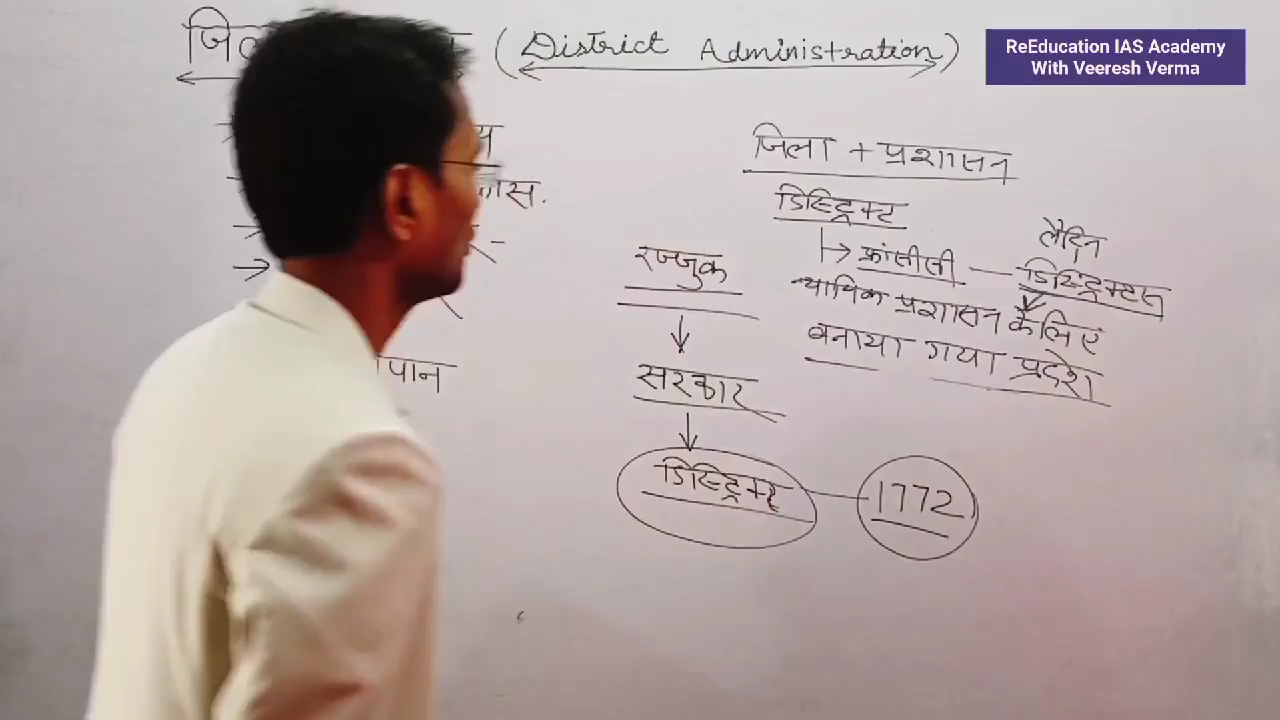 (District Administration)
ReEducation IAS Academy
With Veeresh Verma
जिला + प्रशासन
डिस्ट्रिक्ट
→ फ्रांसीसी — लैटिन डिस्ट्रिक्टस
न्यायिक प्रशासन के लिए
बनाया गया प्रदेश
रज्जुक
सरकार
डिस्ट्रिक्ट — 1772